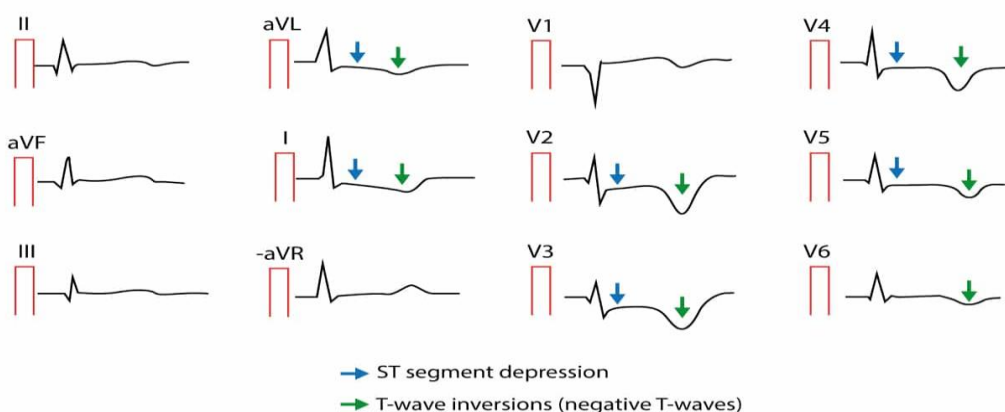 II aVL V1 V4
aVF I V2 V5
III -aVR V3 V6
ST segment depression
T-wave inversions (negative T-waves)